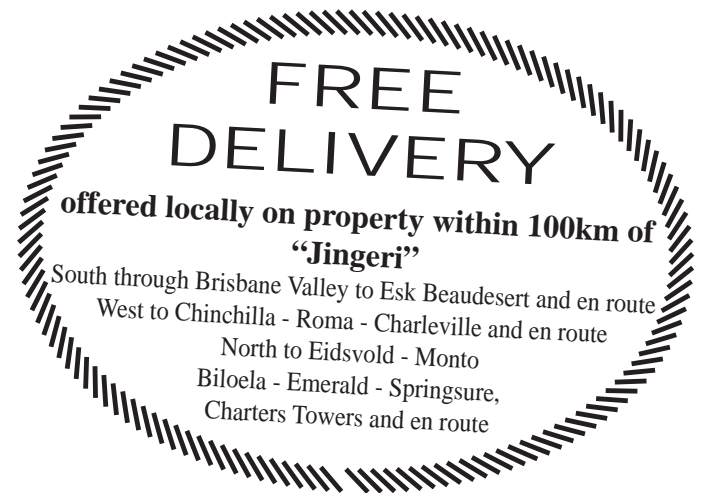 FREE
DELIVERY
offered locally on property within 100km of
“Jingeri”
South through Brisbane Valley to Esk Beaudesert and en route
West to Chinchilla - Roma - Charleville and en route
North to Eidsvold - Monto
Biloela - Emerald - Springsure,
Charters Towers and en route